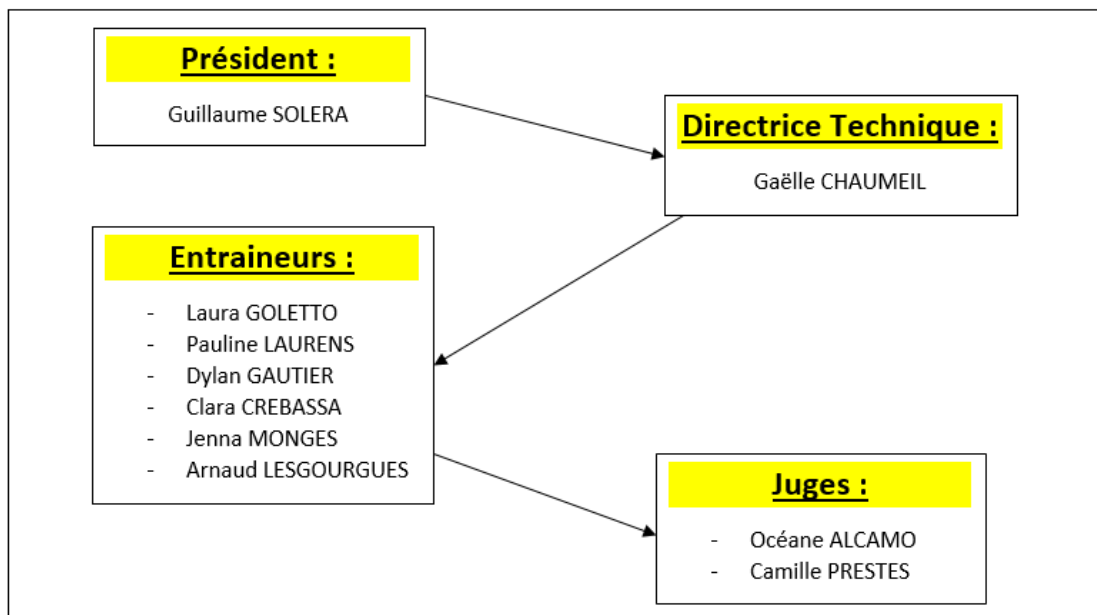 Président :
Guillaume SOLERA
Directrice Technique :
Gaëlle CHAUMEIL
Entraineurs :
- Laura GOLETTO
- Pauline LAURENS
- Dylan GAUTIER
- Clara CREBASSA
- Jenna MONGES
- Arnaud LESGOURGUES
Juges :
- Océane ALCAMO
- Camille PRESTES